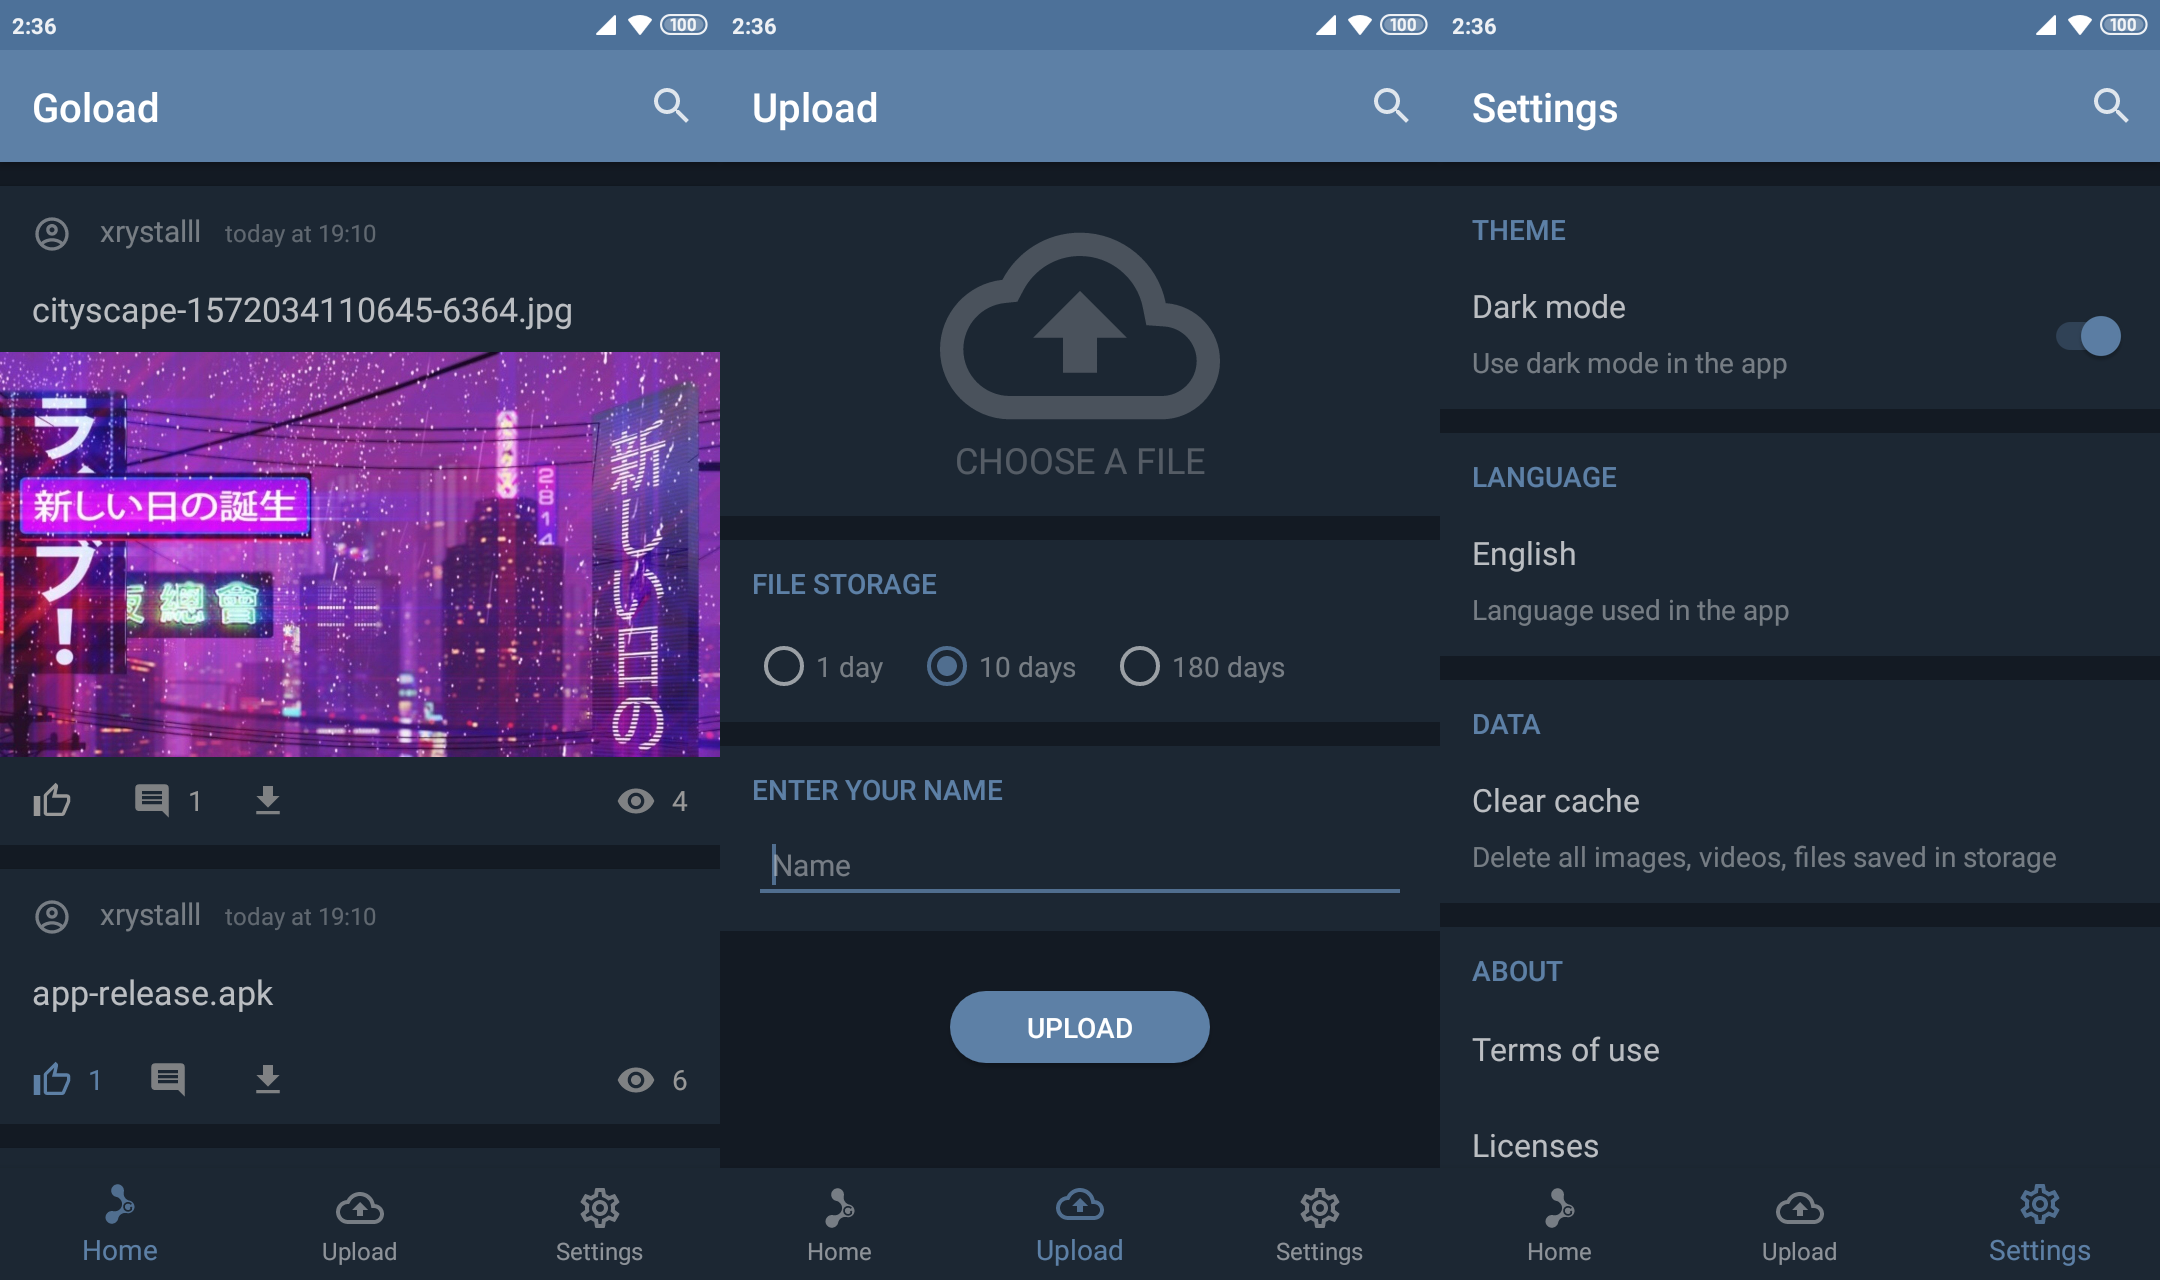 2:36
100
Goload
xrystalll today at 19:10
cityscape-1572034110645-6364.jpg
ラ
ブ
！
新しい日の誕生
總會
2814
新しい日の
1
4
xrystalll today at 19:10
app-release.apk
1
6
Home
Upload
Settings
2:36
100
Upload
CHOOSE A FILE
FILE STORAGE
1 day
10 days
180 days
ENTER YOUR NAME
Name
UPLOAD
Home
Upload
Settings
2:36
100
Settings
THEME
Dark mode
Use dark mode in the app
LANGUAGE
English
Language used in the app
DATA
Clear cache
Delete all images, videos, files saved in storage
ABOUT
Terms of use
Licenses
Home
Upload
Settings